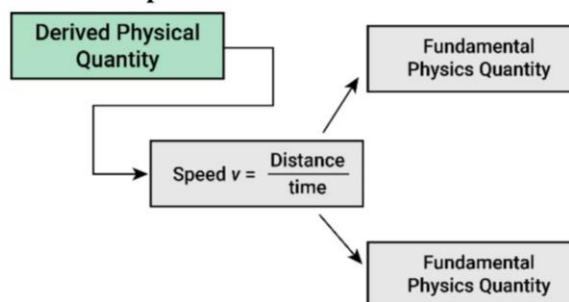 Derived Physical
Quantity
Fundamental
Physics Quantity
Speed v = Distance
time
Fundamental
Physics Quantity